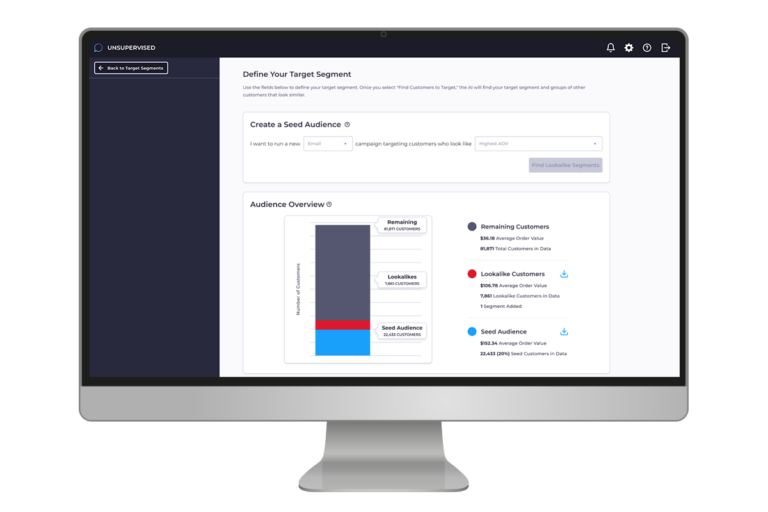 UNSUPERVISED
Back to Target Segments
Define Your Target Segment
Use the fields below to define your target segment. Once you select "Find Customers to Target," the AI will find your target segment and groups of other
customers that look similar.
Create a Seed Audience
I want to run a new Email campaign targeting customers who look like Highest AOV
Find Lookalike Segments
Audience Overview
Number of Customers
Remaining
81,871 CUSTOMERS
Lookalikes
7,861 CUSTOMERS
Seed Audience
22,433 CUSTOMERS
Remaining Customers
$36.18 Average Order Value
81,871 Total Customers in Data
Lookalike Customers
$106.78 Average Order Value
7,861 Lookalike Customers in Data
1 Segment Added
Seed Audience
$152.34 Average Order Value
22,433 (20%) Seed Customers in Data